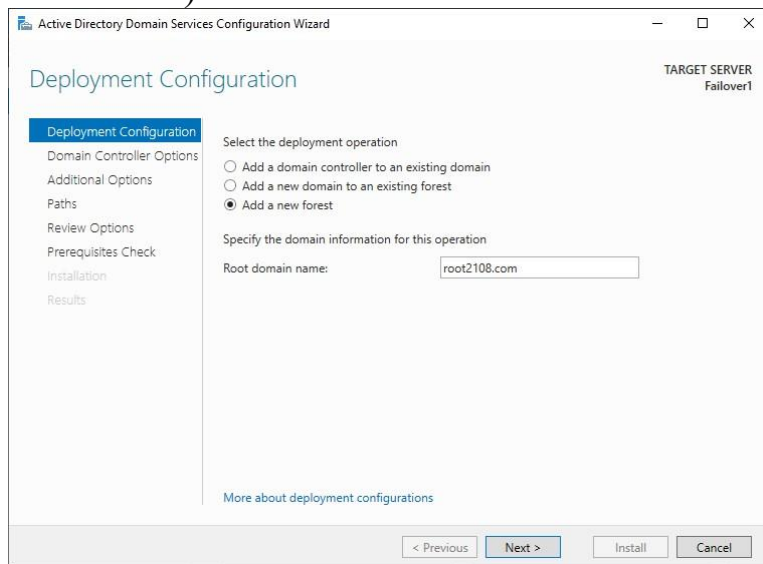 Active Directory Domain Services Configuration Wizard
Deployment Configuration
TARGET SERVER
Failover1
Deployment Configuration
Domain Controller Options
Additional Options
Paths
Review Options
Prerequisites Check
Installation
Results
Select the deployment operation
Add a domain controller to an existing domain
Add a new domain to an existing forest
Add a new forest
Specify the domain information for this operation
Root domain name: root2108.com
More about deployment configurations
< Previous Next > Install Cancel